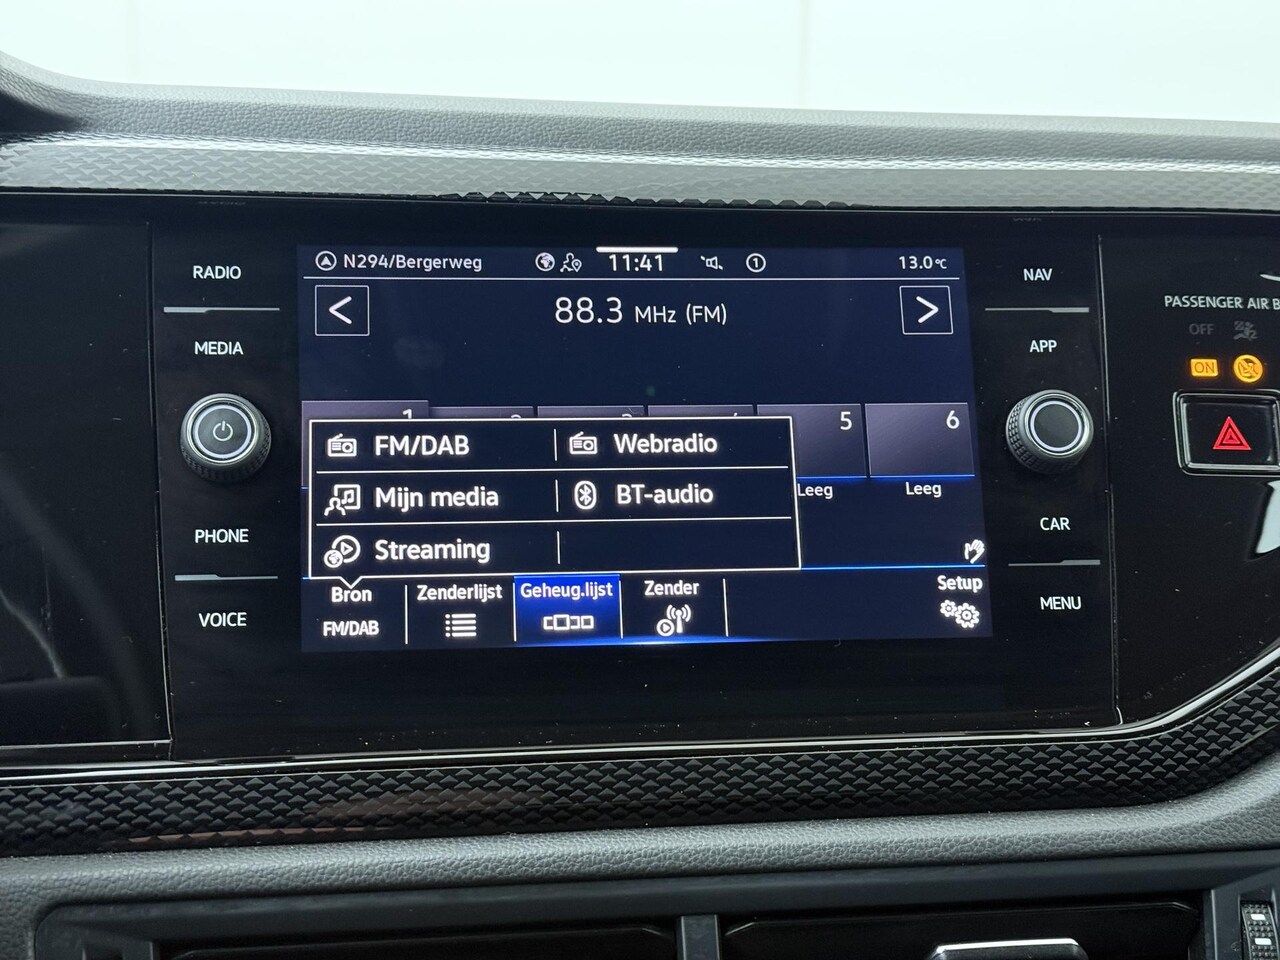 RADIO
MEDIA
PHONE
VOICE
N294/Bergerweg
11:41
1
13.0°C
<
88.3 MHz (FM)
>
1
5
6
Leeg
Leeg
FM/DAB
Webradio
Mijn media
BT-audio
Streaming
Bron
FM/DAB
Zenderlijst
Geheug.lijst
Zender
Setup
NAV
APP
CAR
MENU
PASSENGER AIR B
OFF
ON